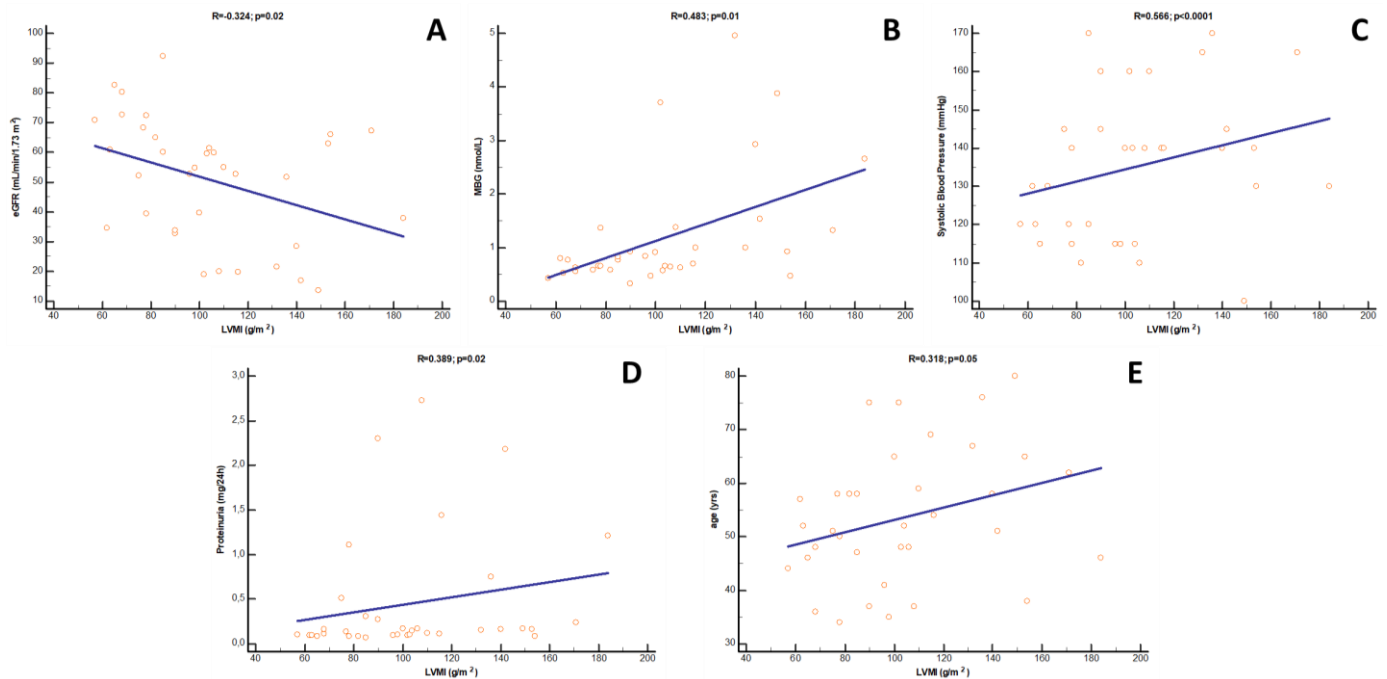 R=-0.324; p=0.02
A
100
90
80
70
60
50
40
30
20
10
eGFR (mL/min/1.73 m²)
40 60 80 100 120 140 160 180 200
LVMI (g/m²)
R=0.483; p=0.01
B
5
4
3
2
1
0
MBG (nmol/L)
40 60 80 100 120 140 160 180 200
LVMI (g/m²)
R=0.566; p<0.0001
C
170
160
150
140
130
120
110
100
Systolic Blood Pressure (mmHg)
40 60 80 100 120 140 160 180 200
LVMI (g/m²)
R=0.389; p=0.02
D
3,0
2,5
2,0
1,5
1,0
0,5
0,0
Proteinuria (mg/24h)
40 60 80 100 120 140 160 180 200
LVMI (g/m²)
R=0.318; p=0.05
E
80
70
60
50
40
30
age (yrs)
40 60 80 100 120 140 160 180 200
LVMI (g/m²)